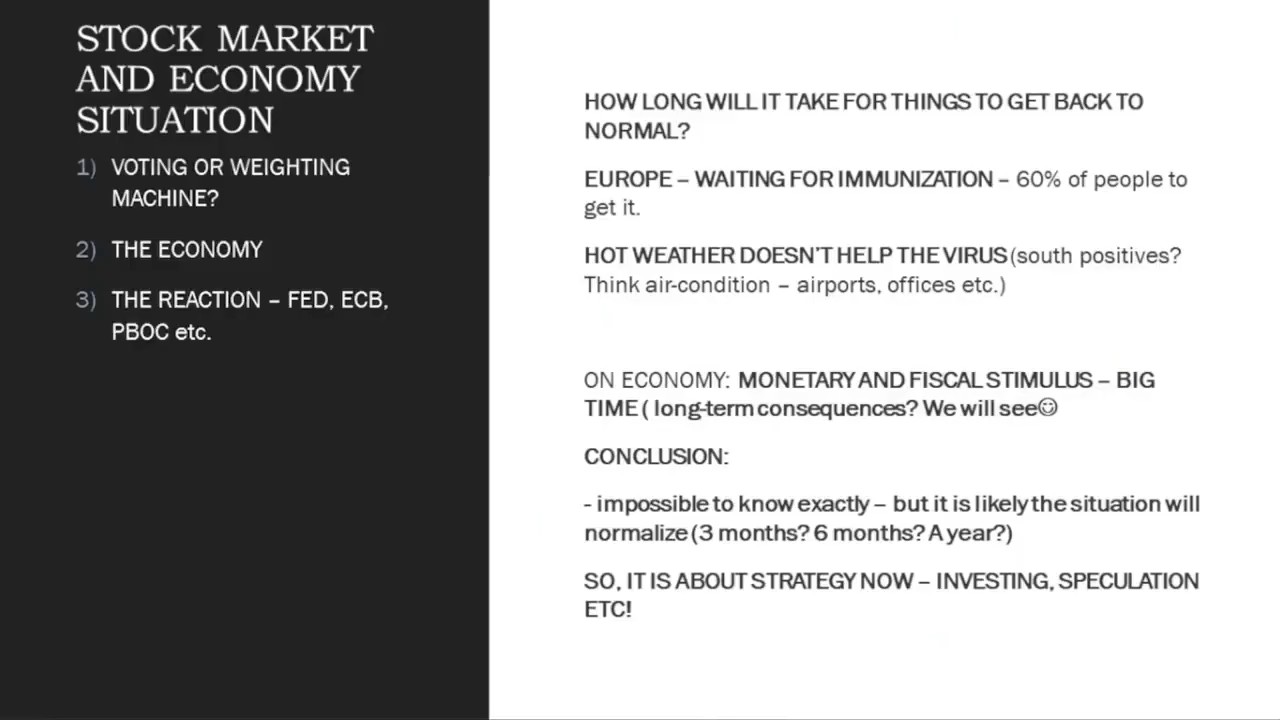 STOCK MARKET
AND ECONOMY
SITUATION
1) VOTING OR WEIGHTING
MACHINE?
2) THE ECONOMY
3) THE REACTION – FED, ECB,
PBOC etc.
HOW LONG WILL IT TAKE FOR THINGS TO GET BACK TO
NORMAL?
EUROPE – WAITING FOR IMMUNIZATION – 60% of people to
get it.
HOT WEATHER DOESN'T HELP THE VIRUS (south positives?
Think air-condition – airports, offices etc.)
ON ECONOMY: MONETARY AND FISCAL STIMULUS – BIG
TIME ( long-term consequences? We will see☺
CONCLUSION:
- impossible to know exactly – but it is likely the situation will
normalize (3 months? 6 months? A year?)
SO, IT IS ABOUT STRATEGY NOW – INVESTING, SPECULATION
ETC!